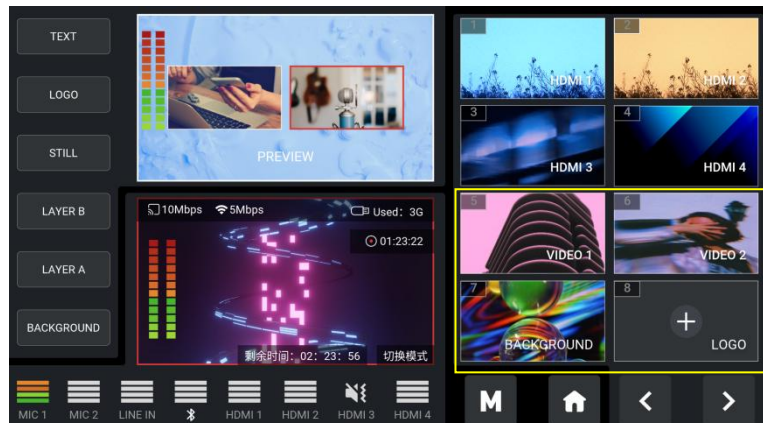 TEXT
LOGO
STILL
LAYER B
LAYER A
BACKGROUND
PREVIEW
10Mbps 5Mbps Used：3G
01:23:22
剩余时间：02：23：56 切换模式
1
HDMI 1
2
HDMI 2
3
HDMI 3
4
HDMI 4
5
VIDEO 1
6
VIDEO 2
7
BACKGROUND
8
LOGO
MIC 1 MIC 2 LINE IN HDMI 1 HDMI 2 HDMI 3 HDMI 4
M